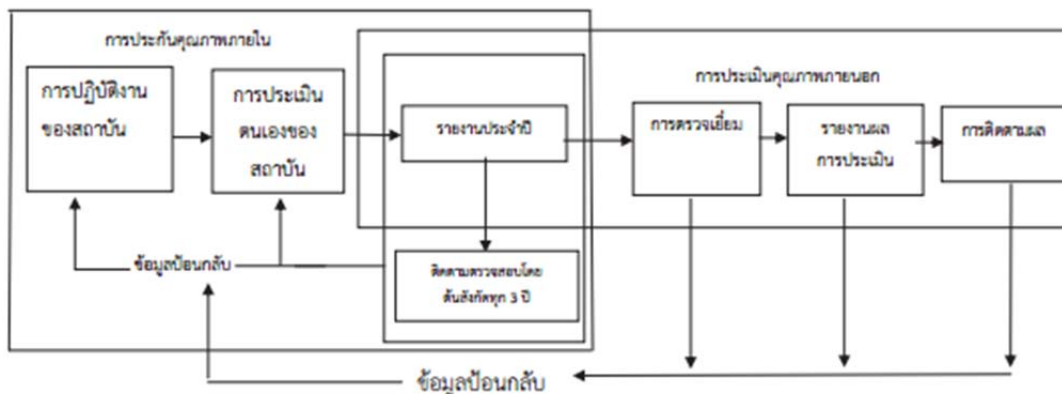 การประกันคุณภาพภายใน
การประเมินคุณภาพภายนอก
การปฏิบัติงาน
ของสถาบัน
การประเมิน
ตนเองของ
สถาบัน
รายงานประจำปี
การตรวจเยี่ยม
รายงานผล
การประเมิน
การติดตามผล
ข้อมูลป้อนกลับ
ติดตามตรวจสอบโดย
ต้นสังกัดทุก 3 ปี
ข้อมูลป้อนกลับ